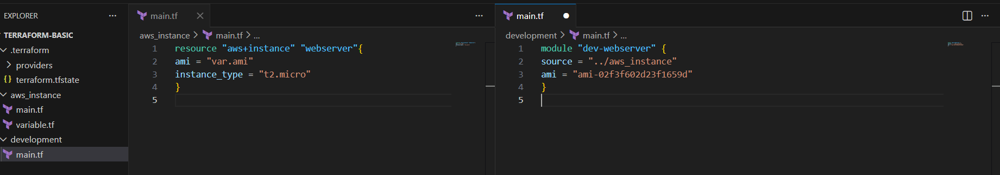 EXPLORER ...
TERRAFORM-BASIC
.terraform
providers
{} terraform.tfstate
aws_instance
main.tf
variable.tf
development
main.tf
main.tf ...
aws_instance > main.tf > ...
1 resource "aws+instance" "webserver"{
2 ami = "var.ami"
3 instance_type = "t2.micro"
4 }
5
main.tf ...
development > main.tf > ...
1 module "dev-webserver" {
2 source = "../aws_instance"
3 ami = "ami-02f3f602d23f1659d"
4 }
5